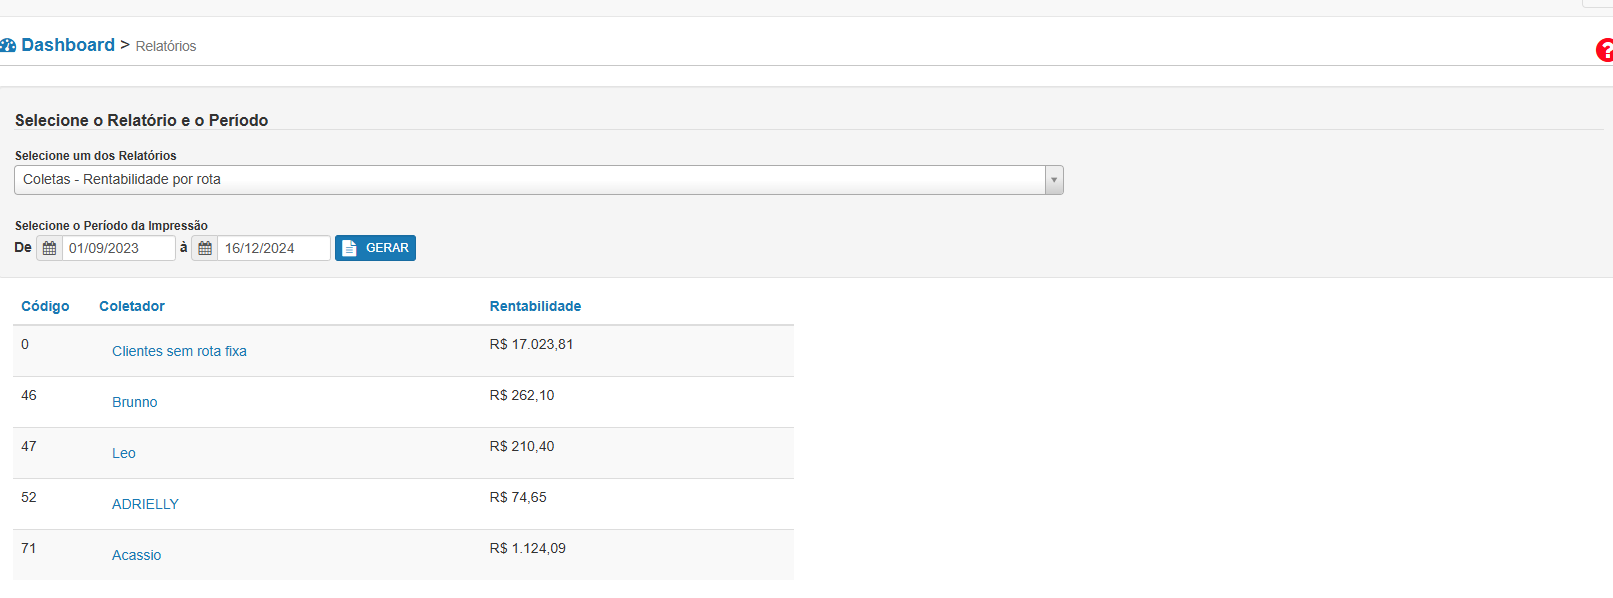 Dashboard > Relatórios
?
Selecione o Relatório e o Período
Selecione um dos Relatórios
Coletas - Rentabilidade por rota
Selecione o Período da Impressão
De 01/09/2023 à 16/12/2024 GERAR
Código Coletador Rentabilidade
0 Clientes sem rota fixa R$ 17.023,81
46 Brunno R$ 262,10
47 Leo R$ 210,40
52 ADRIELLY R$ 74,65
71 Acassio R$ 1.124,09